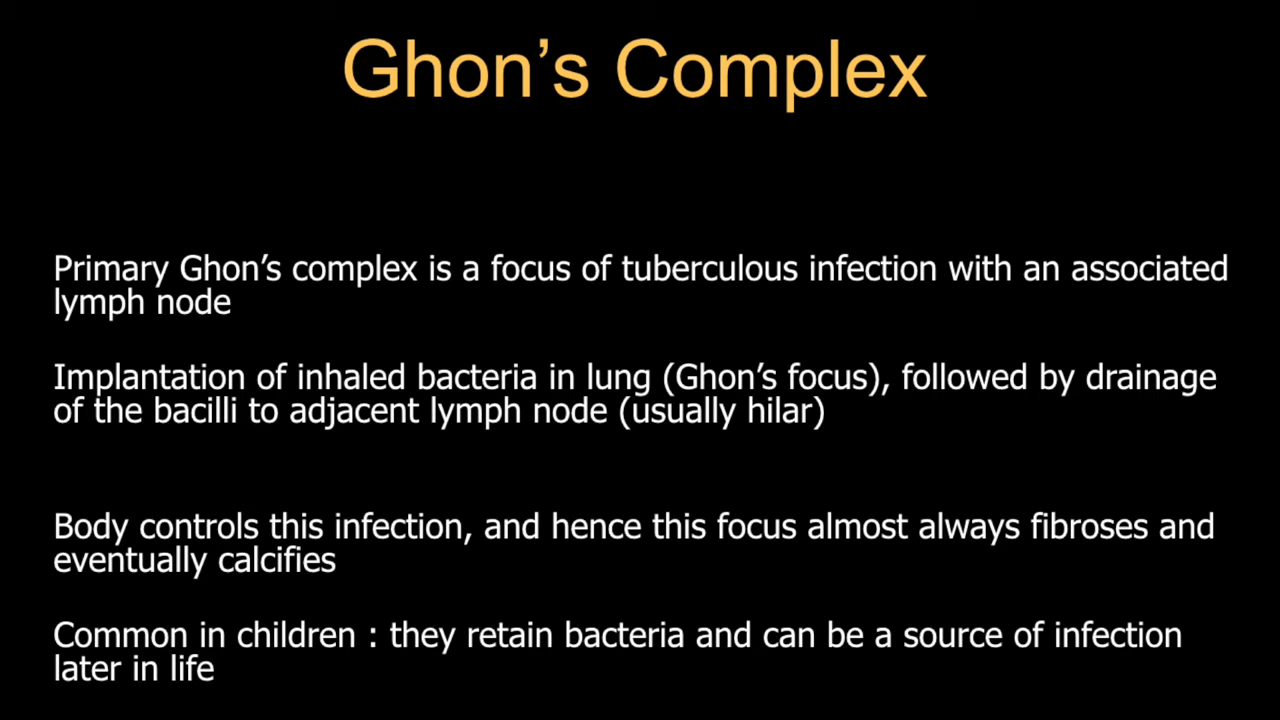 Ghon’s Complex
Primary Ghon’s complex is a focus of tuberculous infection with an associated
lymph node
Implantation of inhaled bacteria in lung (Ghon’s focus), followed by drainage
of the bacilli to adjacent lymph node (usually hilar)
Body controls this infection, and hence this focus almost always fibroses and
eventually calcifies
Common in children : they retain bacteria and can be a source of infection
later in life